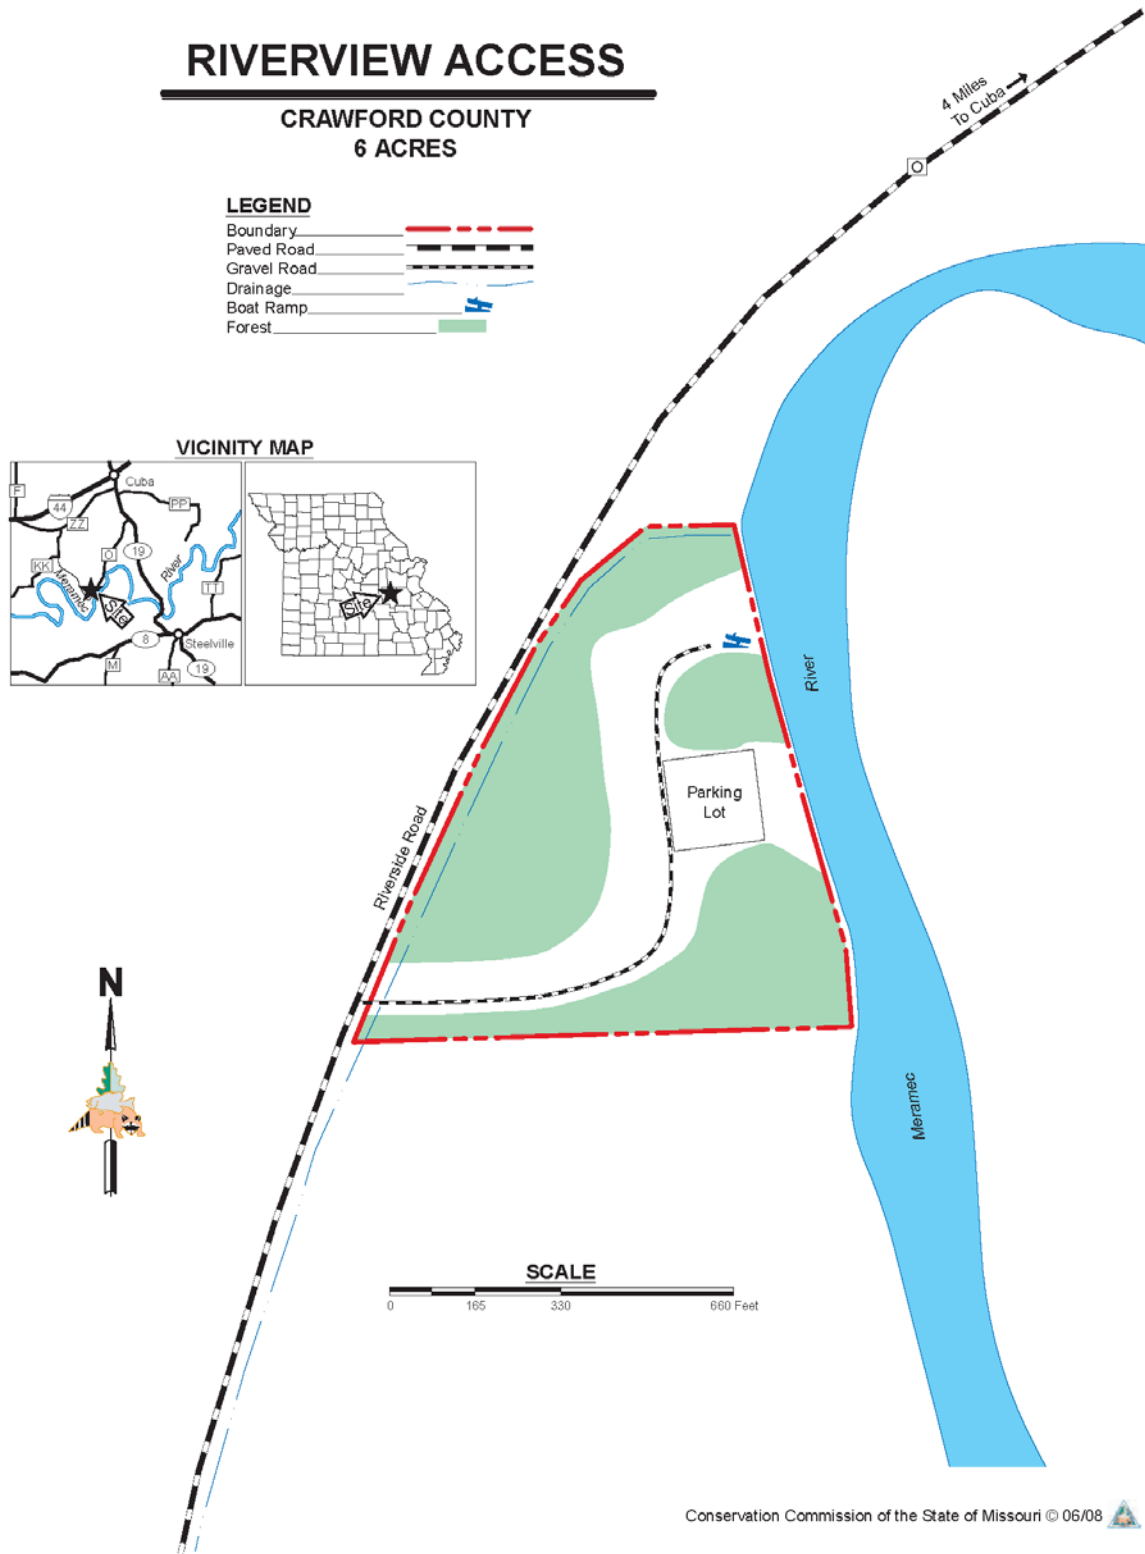 RIVERVIEW ACCESS
CRAWFORD COUNTY
6 ACRES
4 Miles
To Cuba
O
LEGEND
Boundary
Paved Road
Gravel Road
Drainage
Boat Ramp
Forest
VICINITY MAP
F
44
Cuba
PP
ZZ
O
19
KK
Meramec
River
TT
Site
8
Steelville
M
AA
19
Site
River
Parking
Lot
Riverside Road
N
Meramec
SCALE
0 165 330 660 Feet
Conservation Commission of the State of Missouri © 06/08